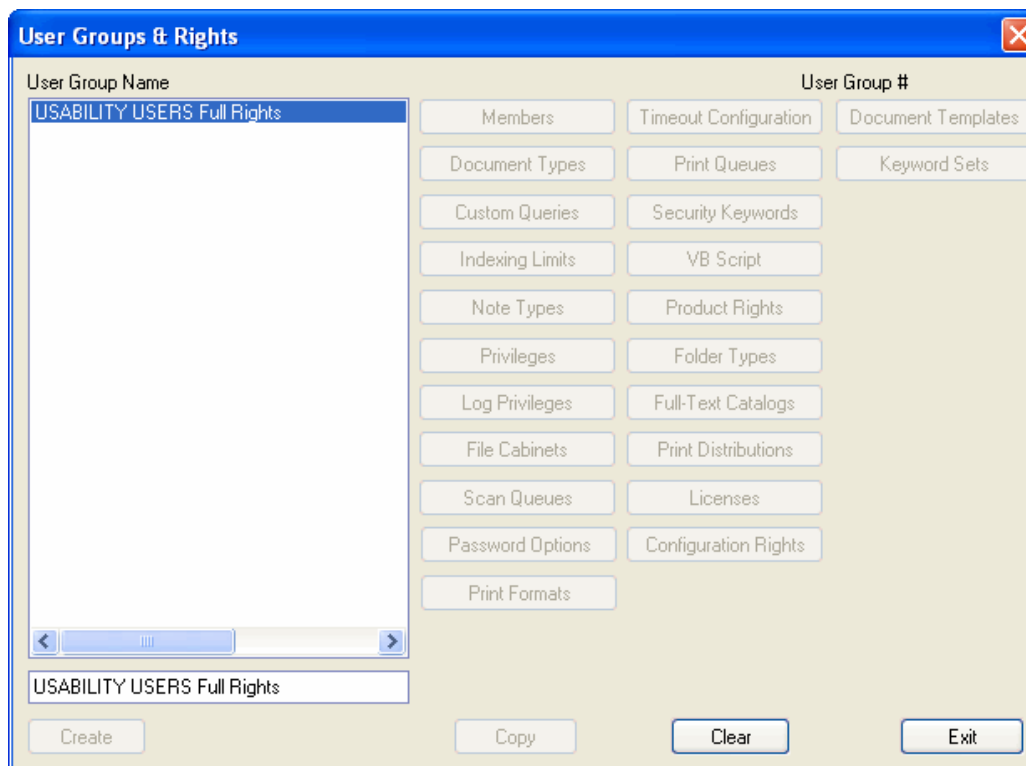 User Groups & Rights
User Group Name
User Group #
USABILITY USERS Full Rights
Members
Timeout Configuration
Document Templates
Document Types
Print Queues
Keyword Sets
Custom Queries
Security Keywords
Indexing Limits
VB Script
Note Types
Product Rights
Privileges
Folder Types
Log Privileges
Full-Text Catalogs
File Cabinets
Print Distributions
Scan Queues
Licenses
Password Options
Configuration Rights
Print Formats
USABILITY USERS Full Rights
Create
Copy
Clear
Exit